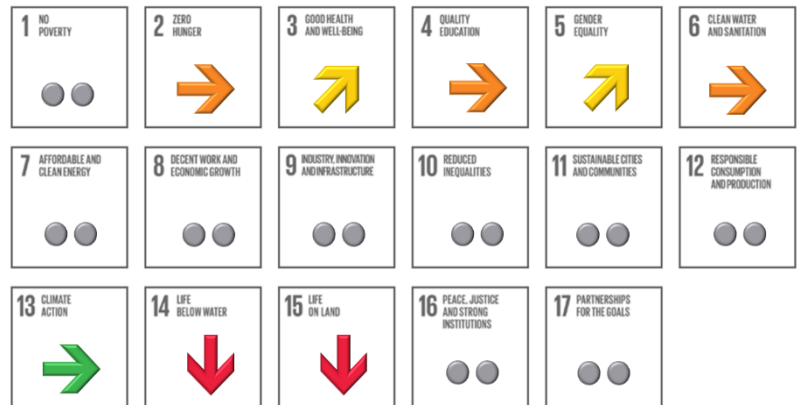 1 NO
POVERTY
2 ZERO
HUNGER
3 GOOD HEALTH
AND WELL-BEING
4 QUALITY
EDUCATION
5 GENDER
EQUALITY
6 CLEAN WATER
AND SANITATION
7 AFFORDABLE AND
CLEAN ENERGY
8 DECENT WORK AND
ECONOMIC GROWTH
9 INDUSTRY, INNOVATION
AND INFRASTRUCTURE
10 REDUCED
INEQUALITIES
11 SUSTAINABLE CITIES
AND COMMUNITIES
12 RESPONSIBLE
CONSUMPTION
AND PRODUCTION
13 CLIMATE
ACTION
14 LIFE
BELOW WATER
15 LIFE
ON LAND
16 PEACE, JUSTICE
AND STRONG
INSTITUTIONS
17 PARTNERSHIPS
FOR THE GOALS